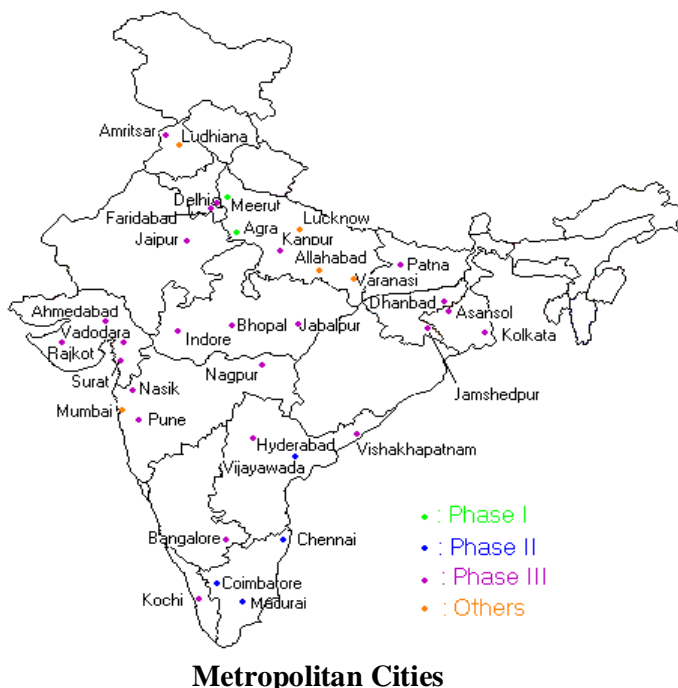 Amritsar
Ludhiana
Delhi
Meerut
Faridabad
Agra
Lucknow
Jaipur
Kanpur
Allahabad
Patna
Varanasi
Dhanbad
Ahmedabad
Asansol
Vadodara
Bhopal
Jabalpur
Indore
Kolkata
Rajkot
Surat
Nagpur
Nasik
Jamshedpur
Mumbai
Pune
Hyderabad
Vishakhapatnam
Vijayawada
Bangalore
Chennai
Coimbatore
Kochi
Madurai
: Phase I
: Phase II
: Phase III
: Others
Metropolitan Cities